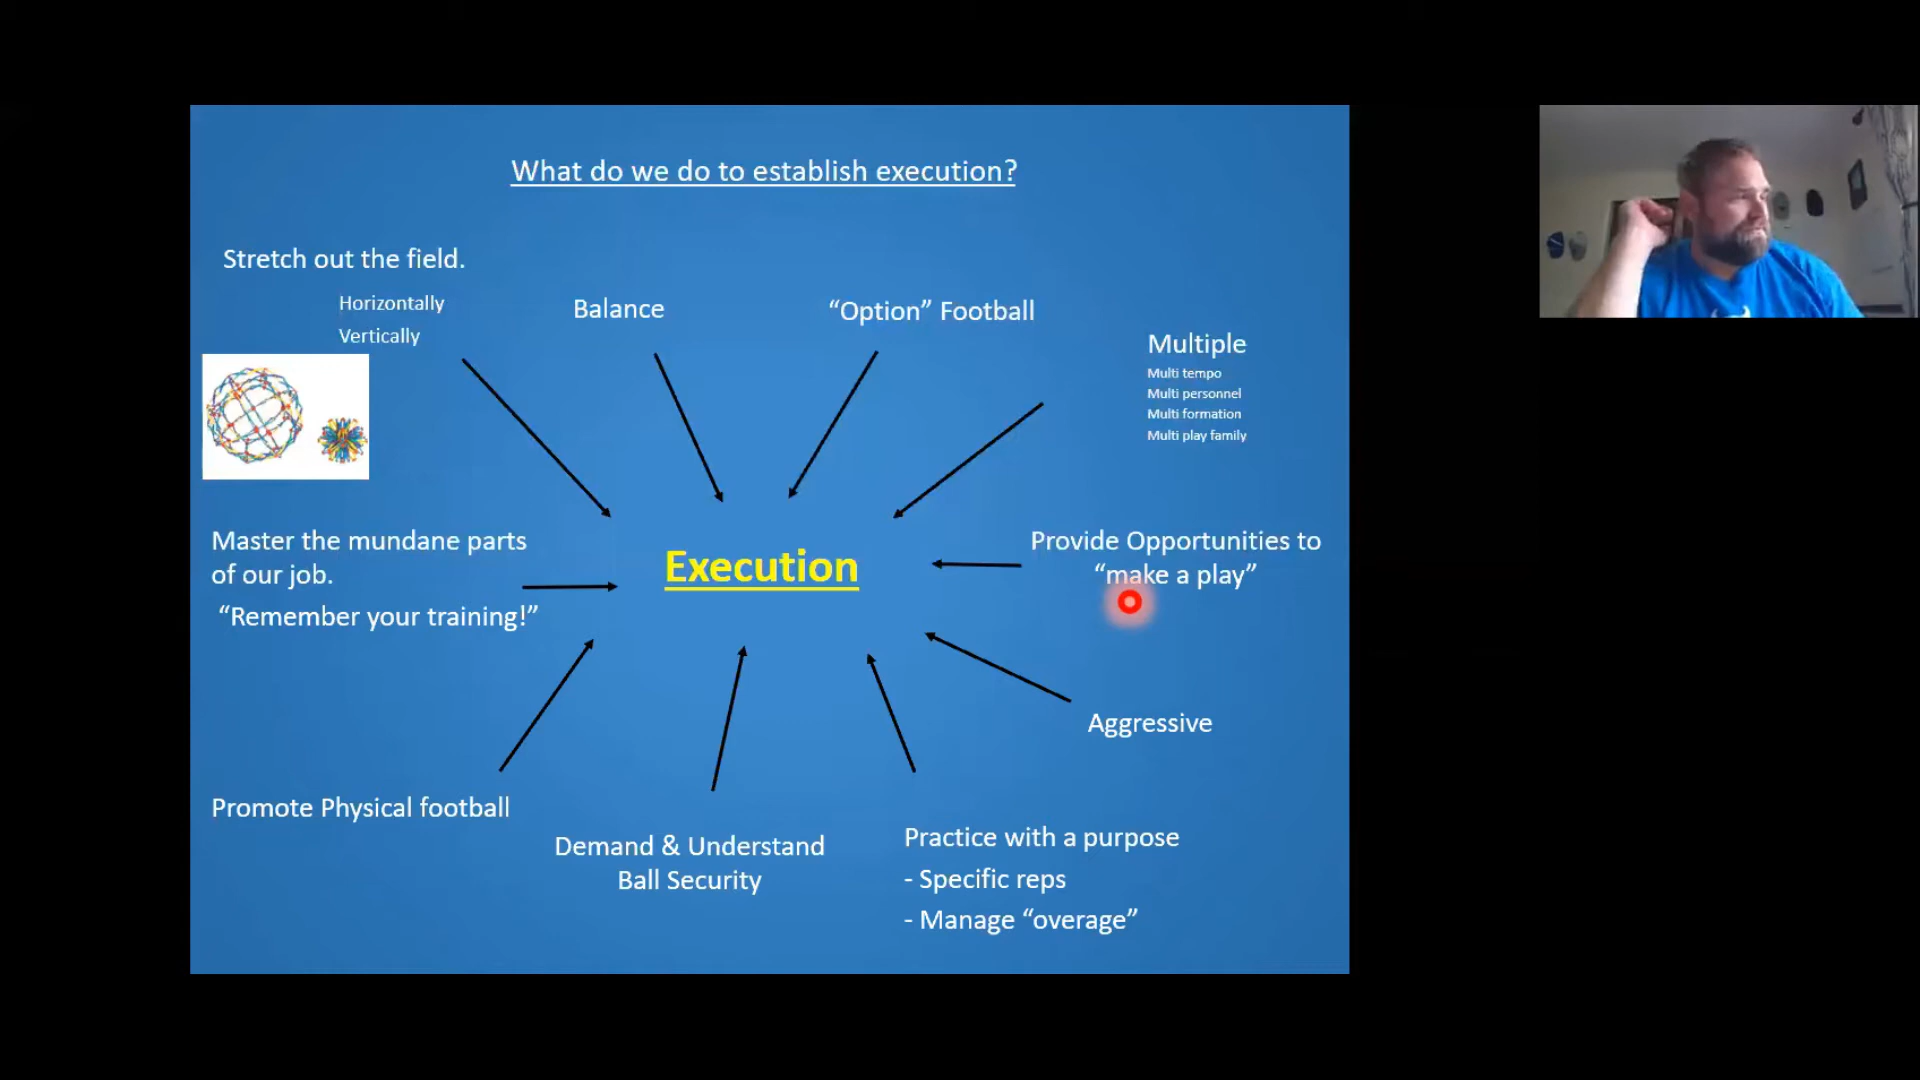 What do we do to establish execution?
Stretch out the field.
Horizontally
Vertically
Balance
“Option” Football
Multiple
Multi tempo
Multi personnel
Multi formation
Multi play family
Master the mundane parts
of our job.
“Remember your training!”
Execution
Provide Opportunities to
“make a play”
Aggressive
Promote Physical football
Demand & Understand
Ball Security
Practice with a purpose
- Specific reps
- Manage “overage”